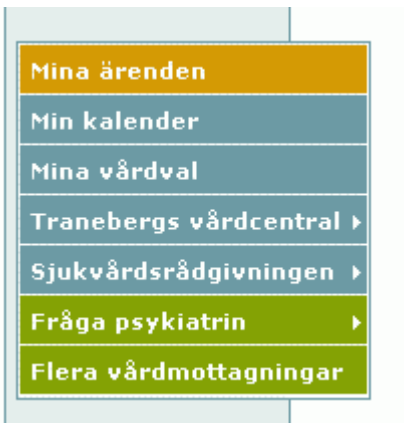 Mina ärenden
Min kalender
Mina vårdval
Tranebergs vårdcentral
Sjukvårdsrådgivningen
Fråga psykiatrin
Flera vårdmottagningar